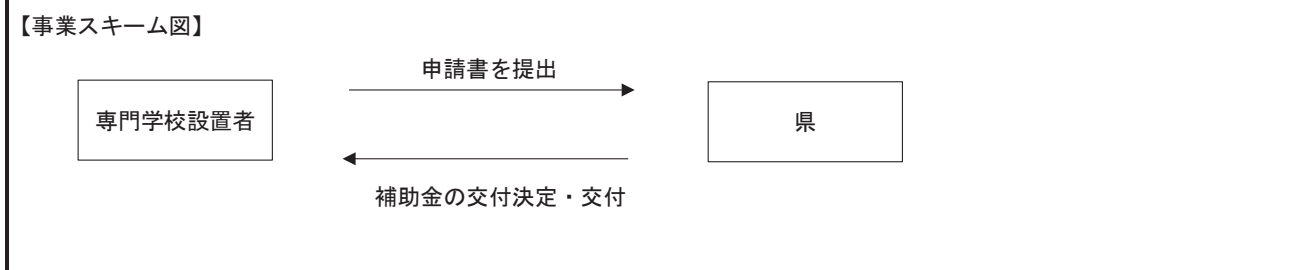 【事業スキーム図】
申請書を提出
専門学校設置者
県
補助金の交付決定・交付